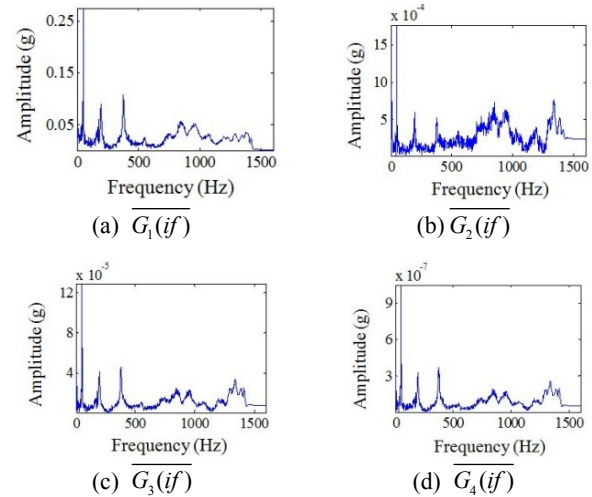 0.25
0.15
0.05
0 500 1000 1500
Amplitude (g)
Frequency (Hz)
(a) G₁(if)
x 10⁻⁴
15
10
5
0 500 1000 1500
Amplitude (g)
Frequency (Hz)
(b) G₂(if)
x 10⁻⁵
12
8
4
0 500 1000 1500
Amplitude (g)
Frequency (Hz)
(c) G₃(if)
x 10⁻⁷
9
6
3
0 500 1000 1500
Amplitude (g)
Frequency (Hz)
(d) G₄(if)